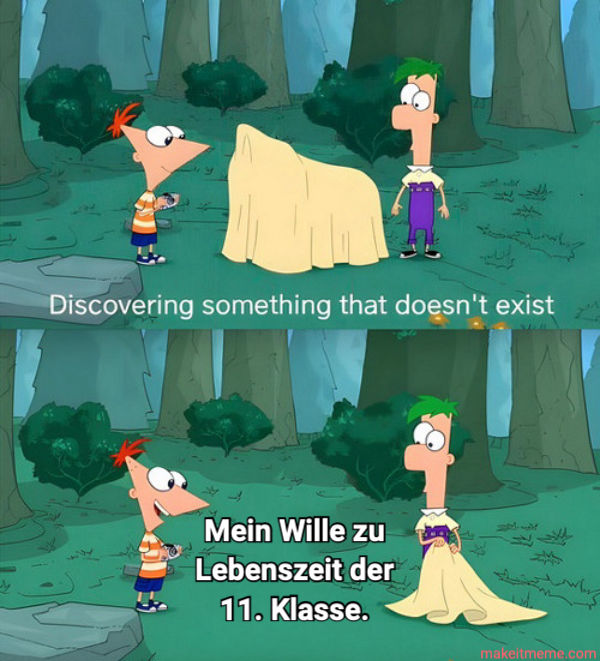 Discovering something that doesn't exist
Mein Wille zu
Lebenszeit der
11. Klasse.
makeitmeme.com